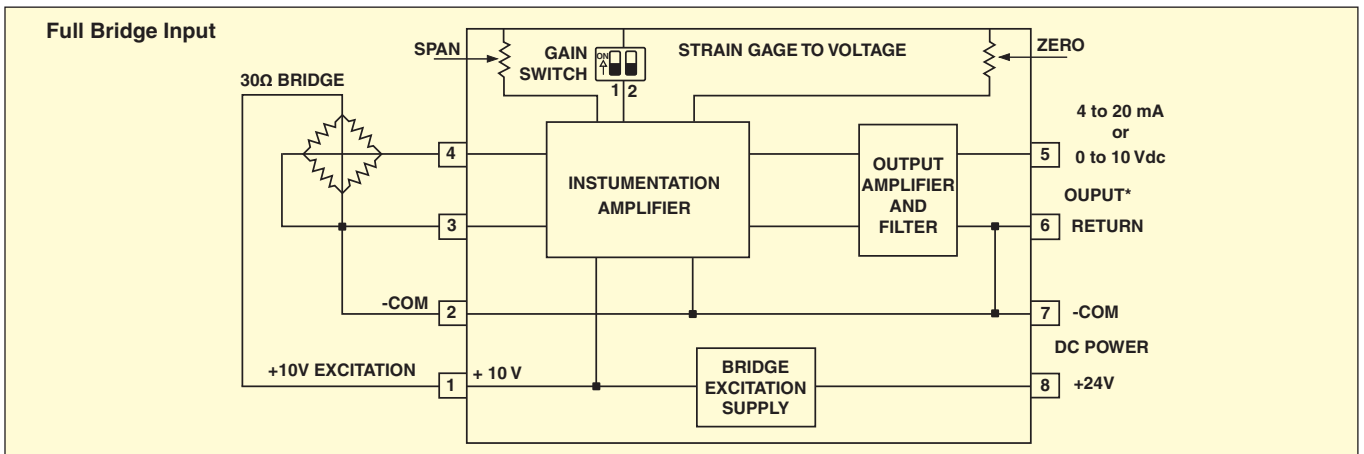 Full Bridge Input
SPAN
GAIN
SWITCH
ON
1 2
STRAIN GAGE TO VOLTAGE
ZERO
30Ω BRIDGE
4 to 20 mA
or
0 to 10 Vdc
4
INSTUMENTATION
AMPLIFIER
OUTPUT
AMPLIFIER
AND
FILTER
5
OUPUT*
3
6
RETURN
-COM
2
7
-COM
DC POWER
+10V EXCITATION
1
+ 10 V
BRIDGE
EXCITATION
SUPPLY
8
+24V